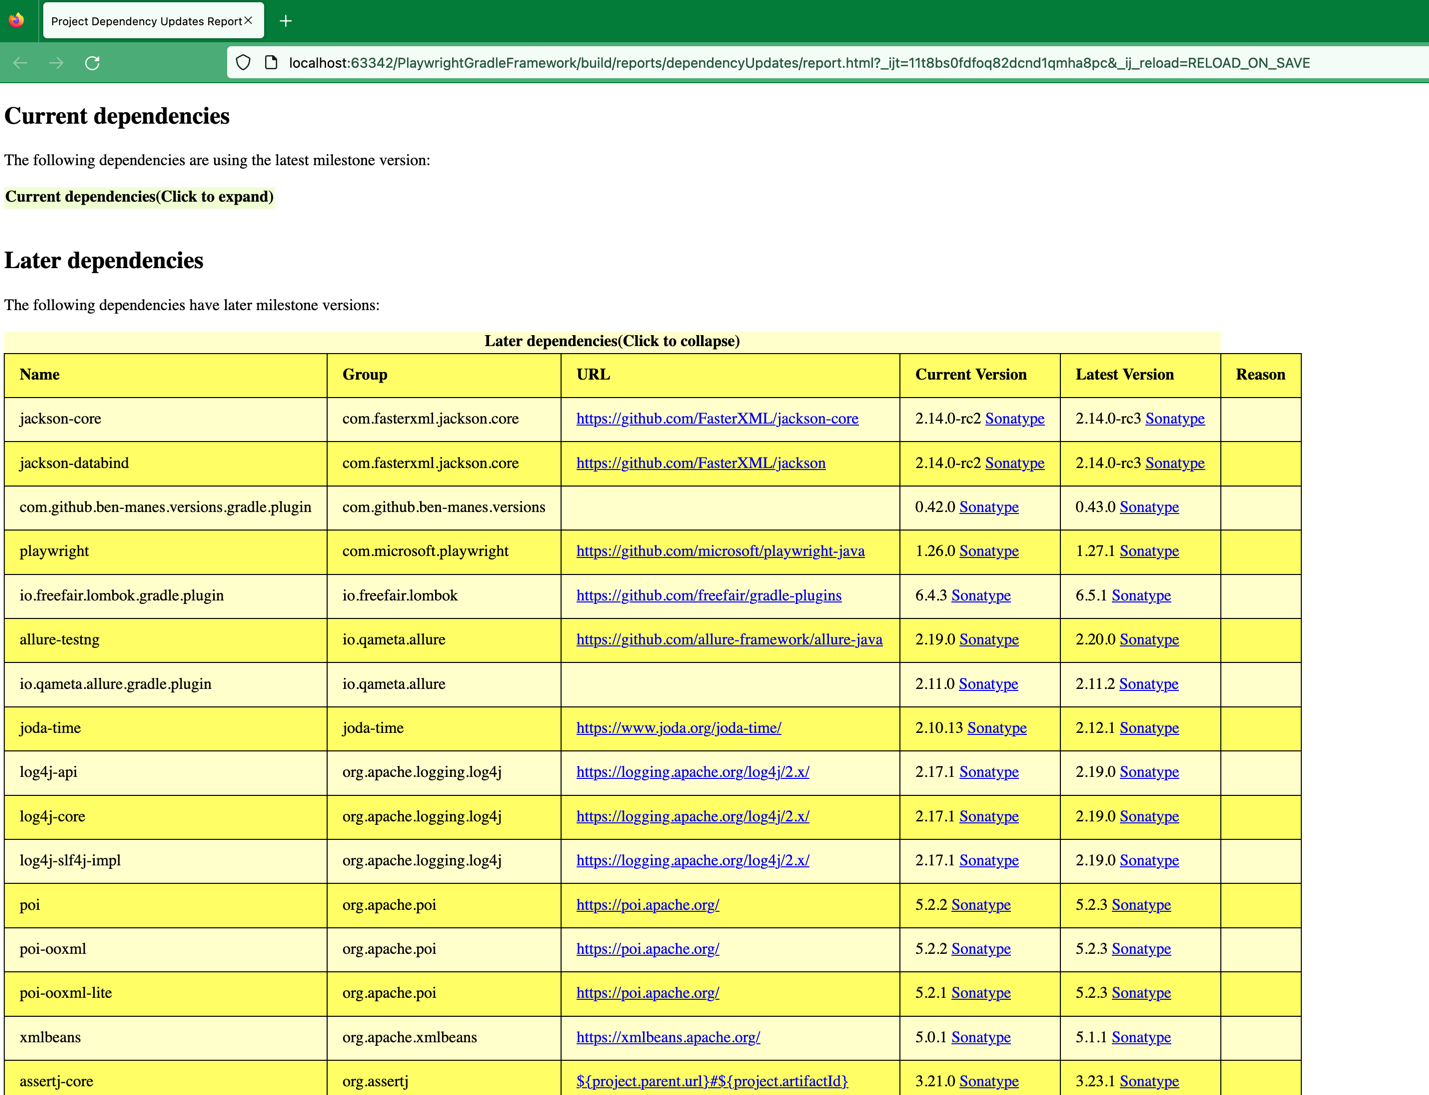 Project Dependency Updates Report
localhost:63342/PlaywrightGradleFramework/build/reports/dependencyUpdates/report.html?_ijt=11t8bs0fdfoq82dcnd1qmha8pc&_ij_reload=RELOAD_ON_SAVE
Current dependencies
The following dependencies are using the latest milestone version:
Current dependencies(Click to expand)
Later dependencies
The following dependencies have later milestone versions:
Later dependencies(Click to collapse)
Name Group URL Current Version Latest Version Reason
jackson-core com.fasterxml.jackson.core https://github.com/FasterXML/jackson-core 2.14.0-rc2 Sonatype 2.14.0-rc3 Sonatype
jackson-databind com.fasterxml.jackson.core https://github.com/FasterXML/jackson 2.14.0-rc2 Sonatype 2.14.0-rc3 Sonatype
com.github.ben-manes.versions.gradle.plugin com.github.ben-manes.versions 0.42.0 Sonatype 0.43.0 Sonatype
playwright com.microsoft.playwright https://github.com/microsoft/playwright-java 1.26.0 Sonatype 1.27.1 Sonatype
io.freefair.lombok.gradle.plugin io.freefair.lombok https://github.com/freefair/gradle-plugins 6.4.3 Sonatype 6.5.1 Sonatype
allure-testng io.qameta.allure https://github.com/allure-framework/allure-java 2.19.0 Sonatype 2.20.0 Sonatype
io.qameta.allure.gradle.plugin io.qameta.allure 2.11.0 Sonatype 2.11.2 Sonatype
joda-time joda-time https://www.joda.org/joda-time/ 2.10.13 Sonatype 2.12.1 Sonatype
log4j-api org.apache.logging.log4j https://logging.apache.org/log4j/2.x/ 2.17.1 Sonatype 2.19.0 Sonatype
log4j-core org.apache.logging.log4j https://logging.apache.org/log4j/2.x/ 2.17.1 Sonatype 2.19.0 Sonatype
log4j-slf4j-impl org.apache.logging.log4j https://logging.apache.org/log4j/2.x/ 2.17.1 Sonatype 2.19.0 Sonatype
poi org.apache.poi https://poi.apache.org/ 5.2.2 Sonatype 5.2.3 Sonatype
poi-ooxml org.apache.poi https://poi.apache.org/ 5.2.2 Sonatype 5.2.3 Sonatype
poi-ooxml-lite org.apache.poi https://poi.apache.org/ 5.2.1 Sonatype 5.2.3 Sonatype
xmlbeans org.apache.xmlbeans https://xmlbeans.apache.org/ 5.0.1 Sonatype 5.1.1 Sonatype
assertj-core org.assertj ${project.parent.url}#${project.artifactId} 3.21.0 Sonatype 3.23.1 Sonatype